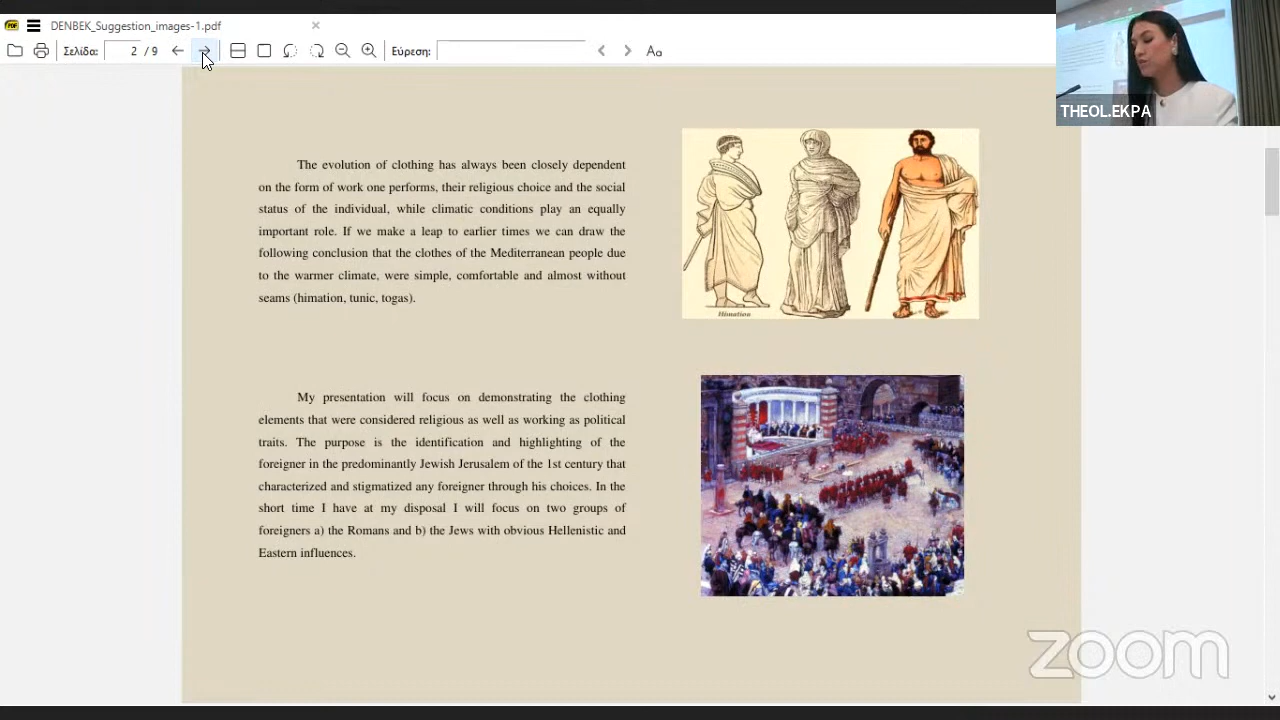 DENBEK_Suggestion_images-1.pdf
Σελίδα: 2 / 9
Εύρεση:
Aa
THEOL.EKPA
The evolution of clothing has always been closely dependent
on the form of work one performs, their religious choice and the social
status of the individual, while climatic conditions play an equally
important role. If we make a leap to earlier times we can draw the
following conclusion that the clothes of the Mediterranean people due
to the warmer climate, were simple, comfortable and almost without
seams (himation, tunic, togas).
Himation
My presentation will focus on demonstrating the clothing
elements that were considered religious as well as working as political
traits. The purpose is the identification and highlighting of the
foreigner in the predominantly Jewish Jerusalem of the 1st century that
characterized and stigmatized any foreigner through his choices. In the
short time I have at my disposal I will focus on two groups of
foreigners a) the Romans and b) the Jews with obvious Hellenistic and
Eastern influences.
zoom